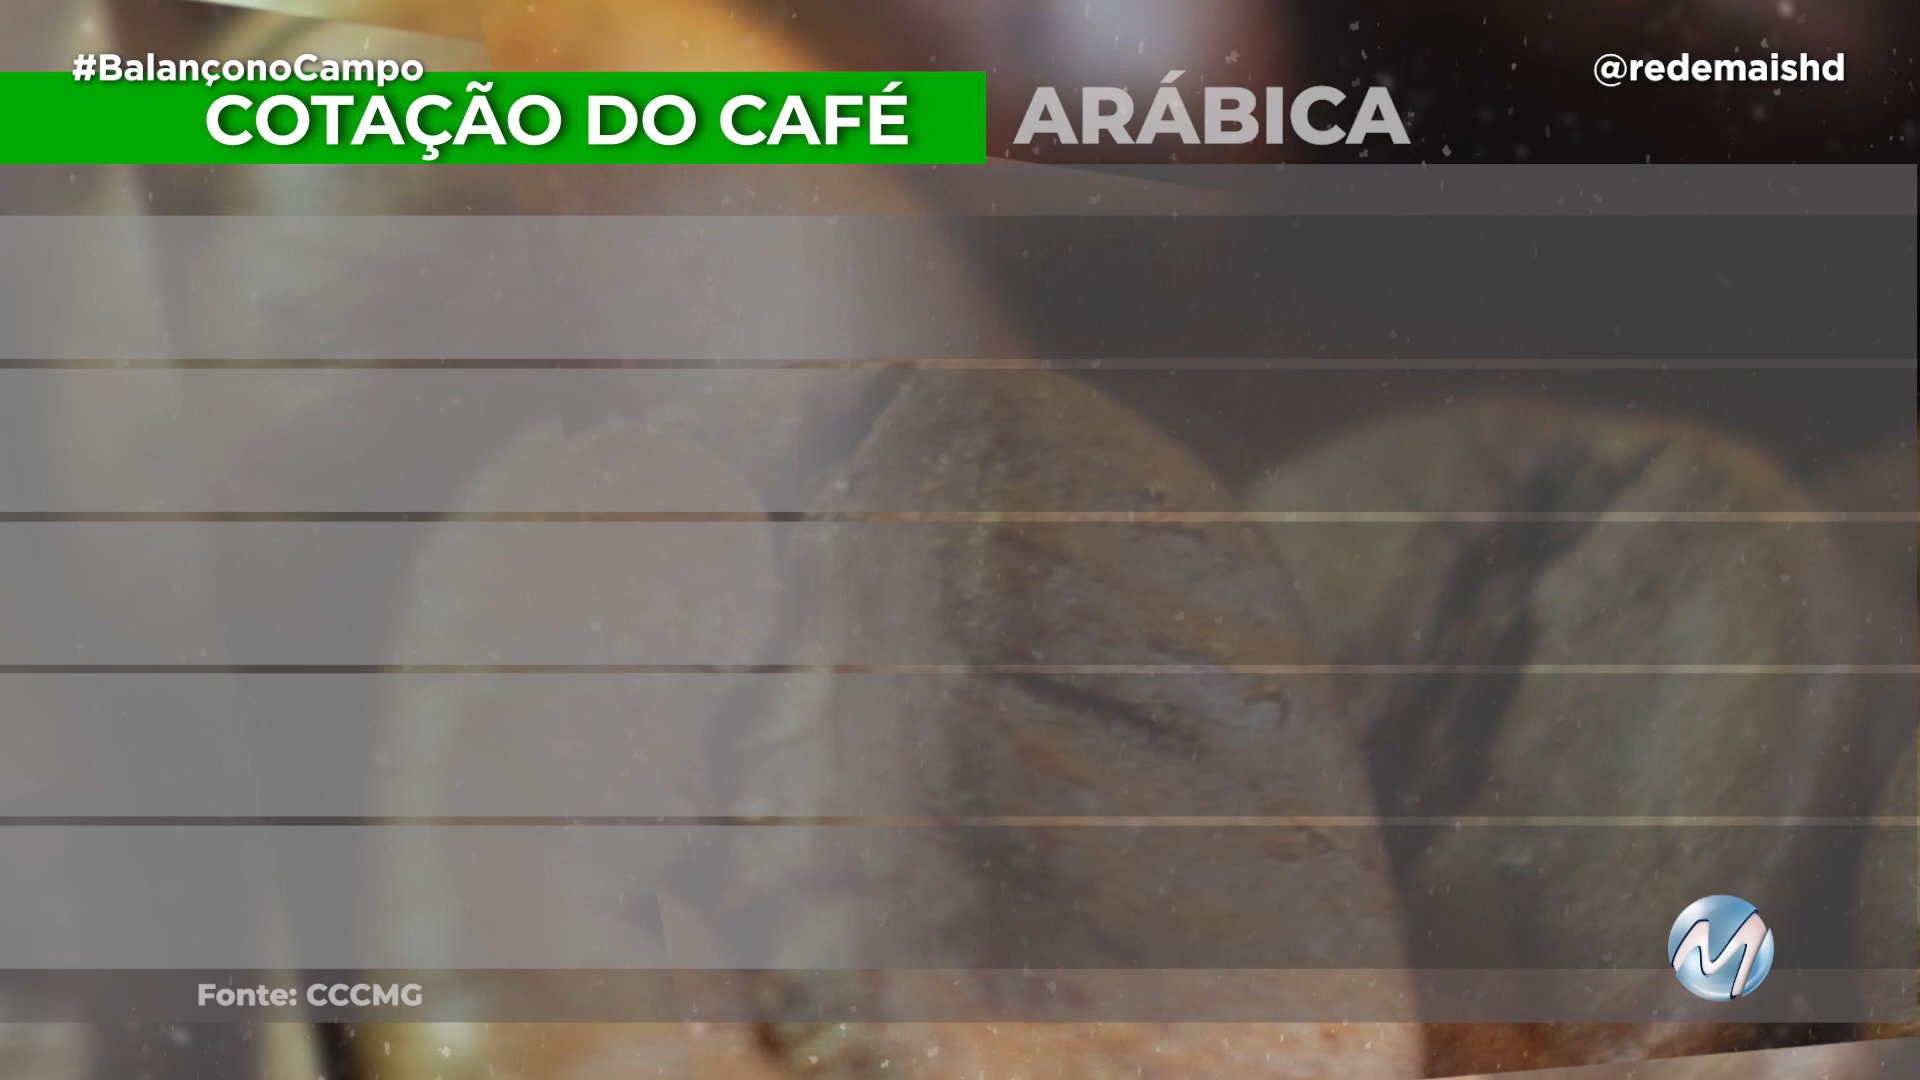 #BalançonoCampo
@redemaishd
COTAÇÃO DO CAFÉ
ARÁBICA
Fonte: CCCMG
M